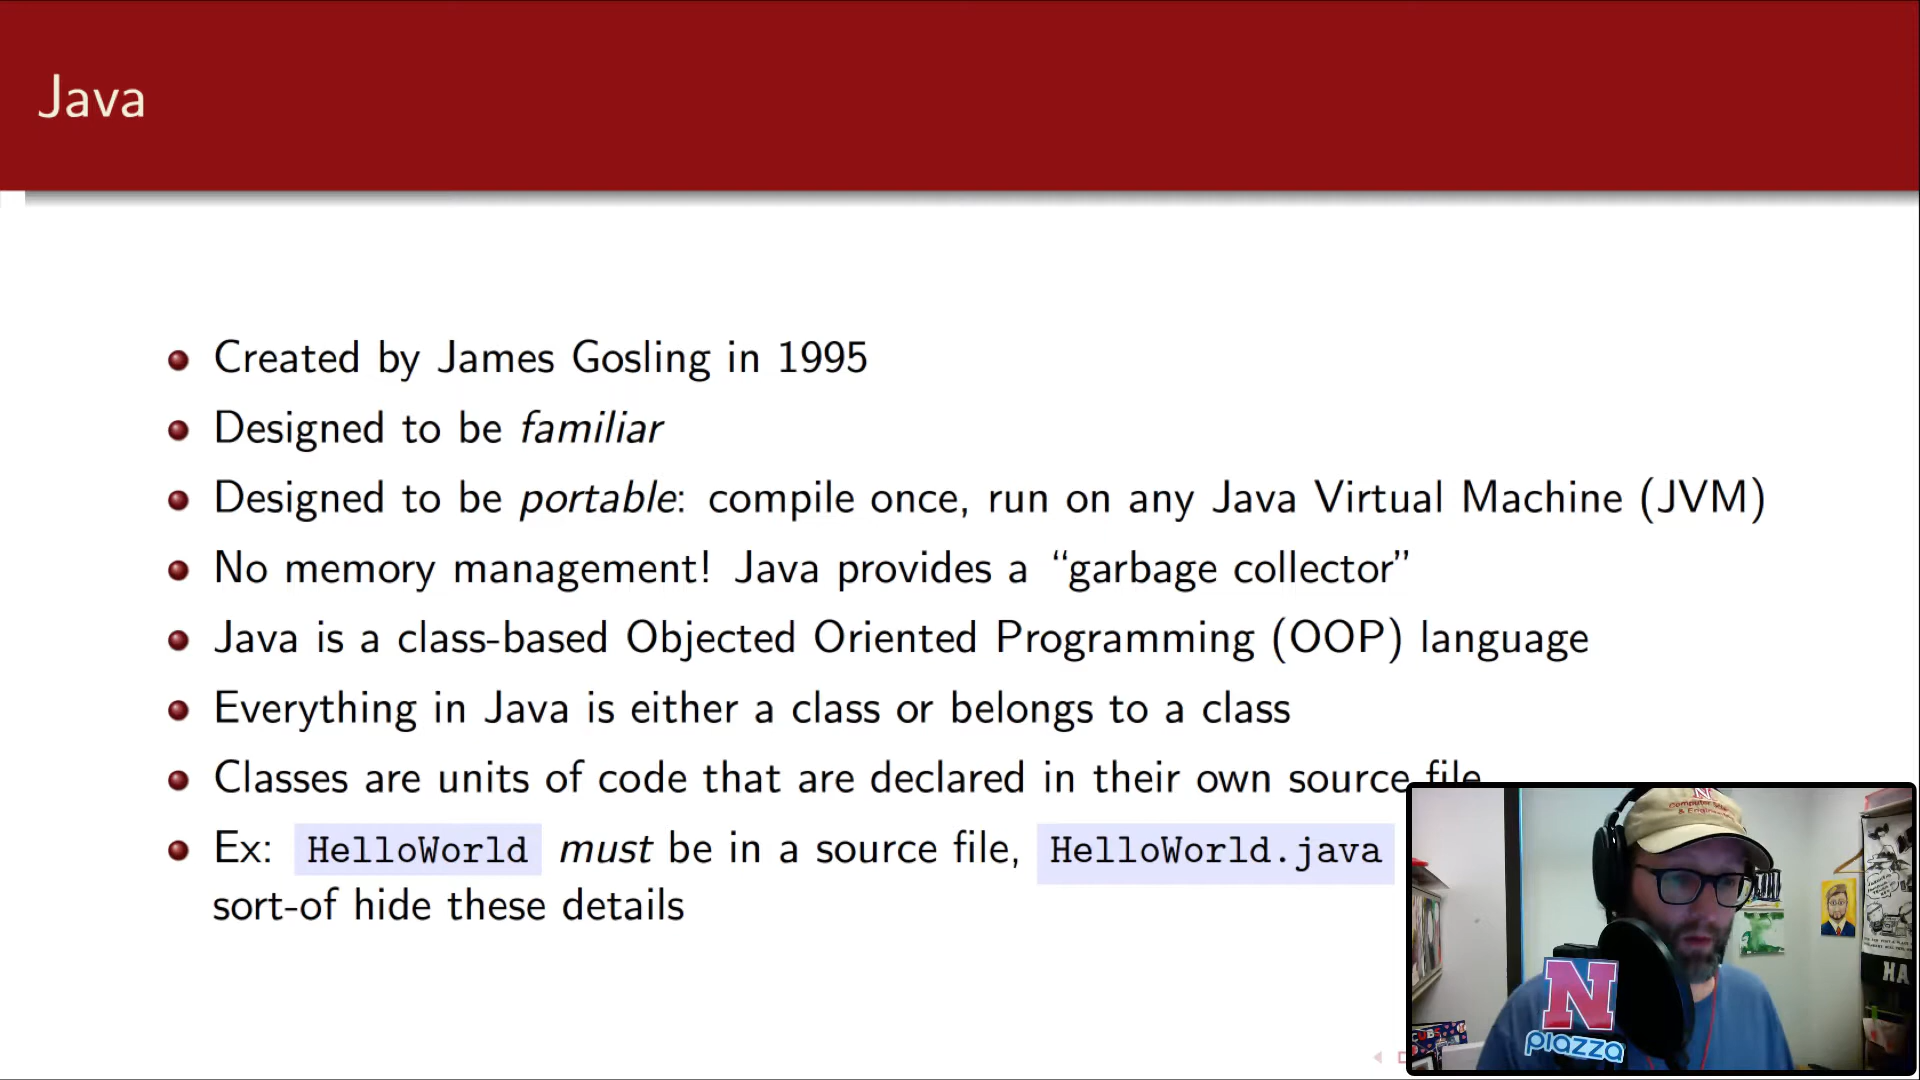 Java
Created by James Gosling in 1995
Designed to be familiar
Designed to be portable: compile once, run on any Java Virtual Machine (JVM)
No memory management! Java provides a “garbage collector”
Java is a class-based Objected Oriented Programming (OOP) language
Everything in Java is either a class or belongs to a class
Classes are units of code that are declared in their own source file
Ex: HelloWorld must be in a source file, HelloWorld.java
sort-of hide these details
N
piazza
CUBS
HA